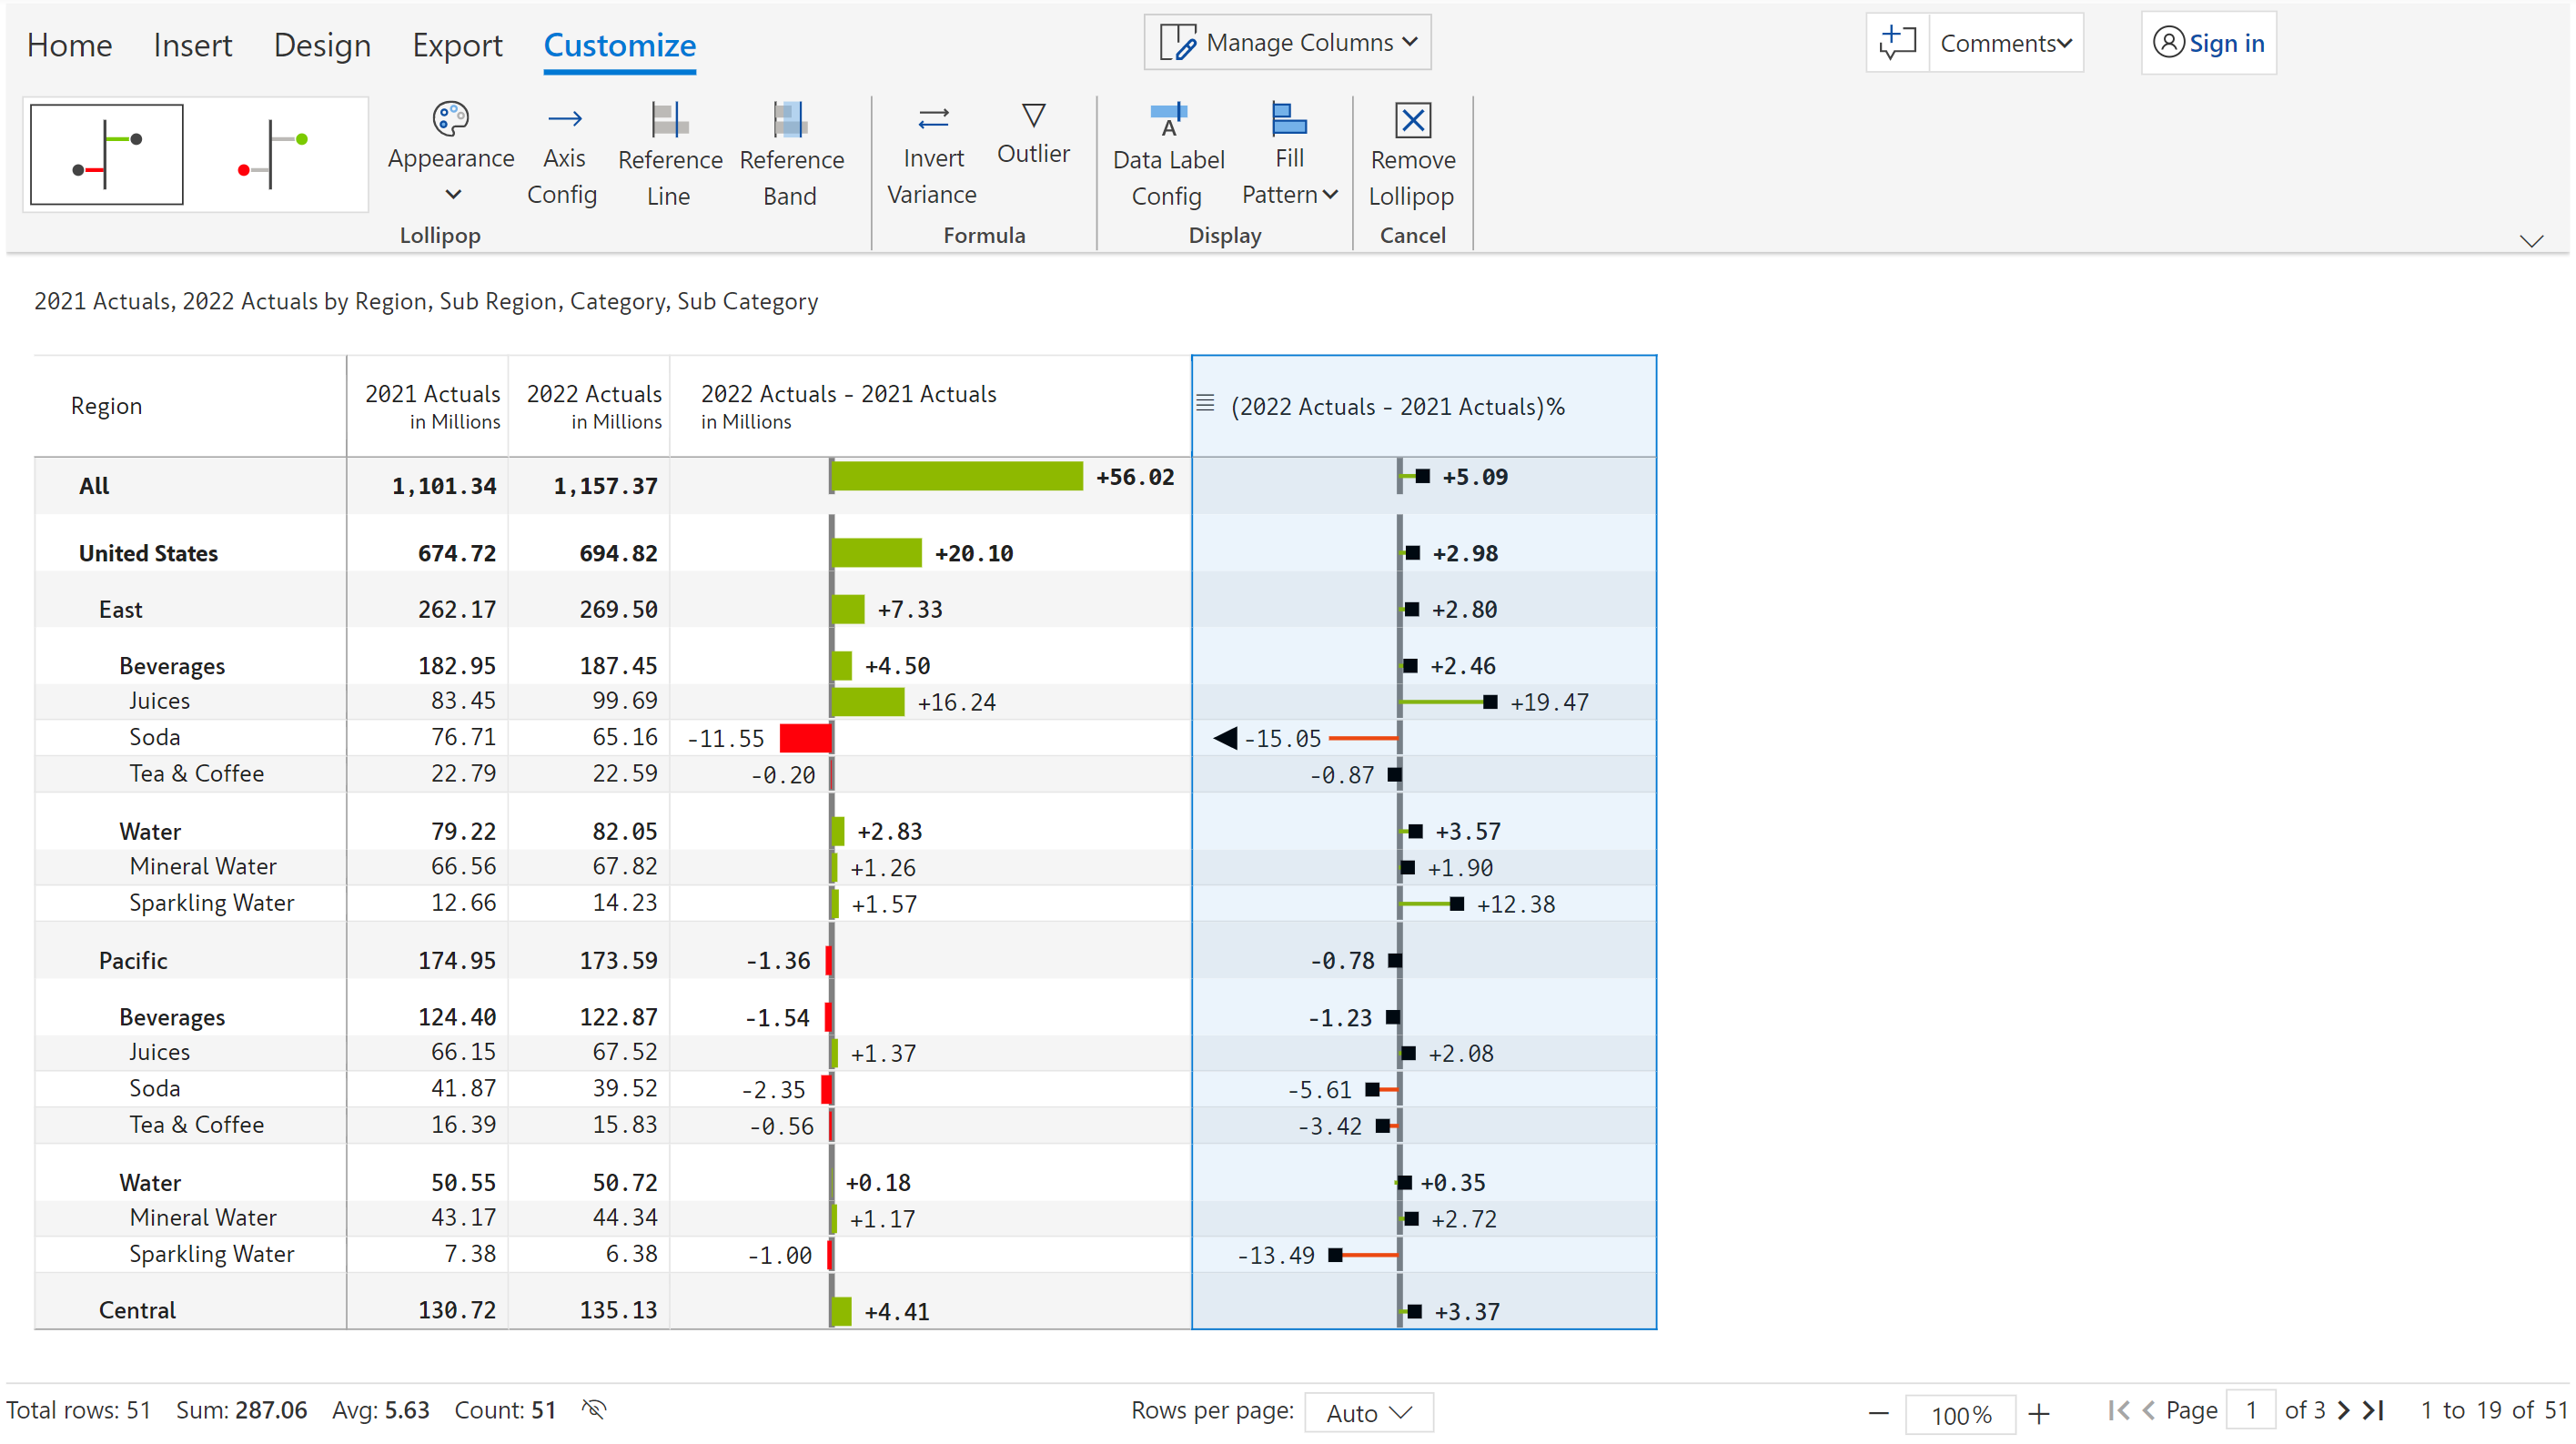 Home Insert Design Export Customize Manage Columns Comments Sign in
Appearance Axis Config Reference Line Reference Band Invert Variance Outlier A Data Label Config Fill Pattern Remove Lollipop
Lollipop Formula Display Cancel
2021 Actuals, 2022 Actuals by Region, Sub Region, Category, Sub Category
Region 2021 Actuals in Millions 2022 Actuals in Millions 2022 Actuals - 2021 Actuals in Millions (2022 Actuals - 2021 Actuals)%
All 1,101.34 1,157.37 +56.02 +5.09
United States 674.72 694.82 +20.10 +2.98
East 262.17 269.50 +7.33 +2.80
Beverages 182.95 187.45 +4.50 +2.46
Juices 83.45 99.69 +16.24 +19.47
Soda 76.71 65.16 -11.55 -15.05
Tea & Coffee 22.79 22.59 -0.20 -0.87
Water 79.22 82.05 +2.83 +3.57
Mineral Water 66.56 67.82 +1.26 +1.90
Sparkling Water 12.66 14.23 +1.57 +12.38
Pacific 174.95 173.59 -1.36 -0.78
Beverages 124.40 122.87 -1.54 -1.23
Juices 66.15 67.52 +1.37 +2.08
Soda 41.87 39.52 -2.35 -5.61
Tea & Coffee 16.39 15.83 -0.56 -3.42
Water 50.55 50.72 +0.18 +0.35
Mineral Water 43.17 44.34 +1.17 +2.72
Sparkling Water 7.38 6.38 -1.00 -13.49
Central 130.72 135.13 +4.41 +3.37
Total rows: 51 Sum: 287.06 Avg: 5.63 Count: 51 Rows per page: Auto 100% Page 1 of 3 1 to 19 of 51